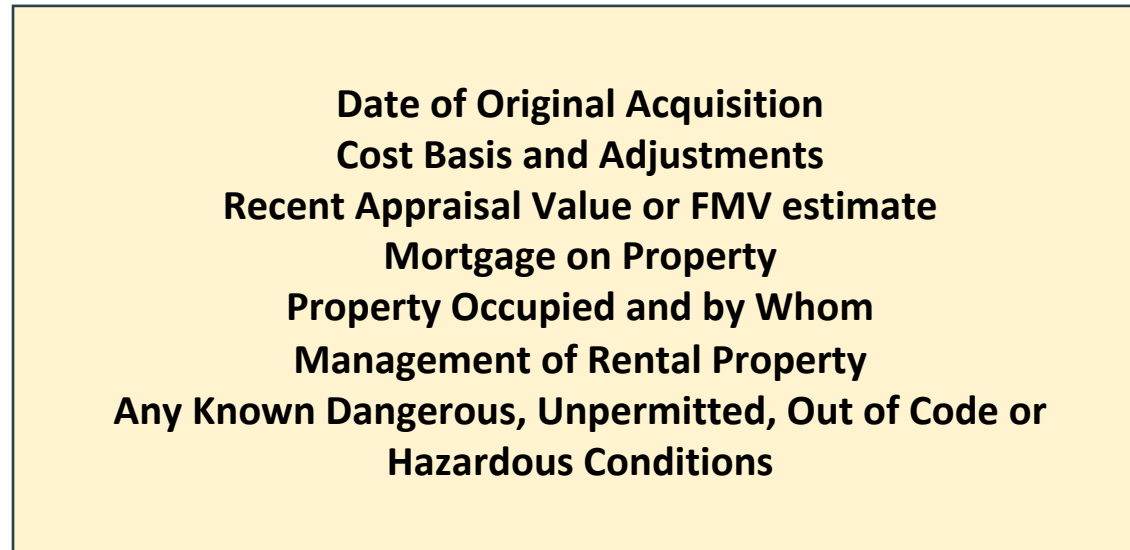 Date of Original Acquisition
Cost Basis and Adjustments
Recent Appraisal Value or FMV estimate
Mortgage on Property
Property Occupied and by Whom
Management of Rental Property
Any Known Dangerous, Unpermitted, Out of Code or
Hazardous Conditions